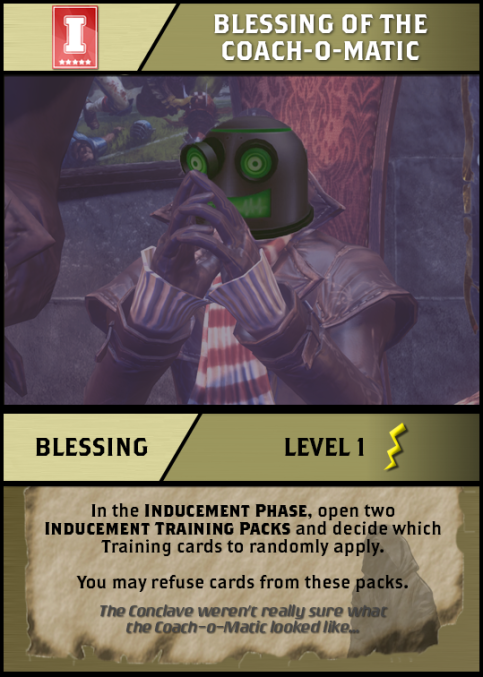 I
BLESSING OF THE
COACH-O-MATIC
BLESSING
LEVEL 1
In the INDUCEMENT PHASE, open two
INDUCEMENT TRAINING PACKS and decide which
Training cards to randomly apply.
You may refuse cards from these packs.
The Conclave weren't really sure what
the Coach-o-Matic looked like...